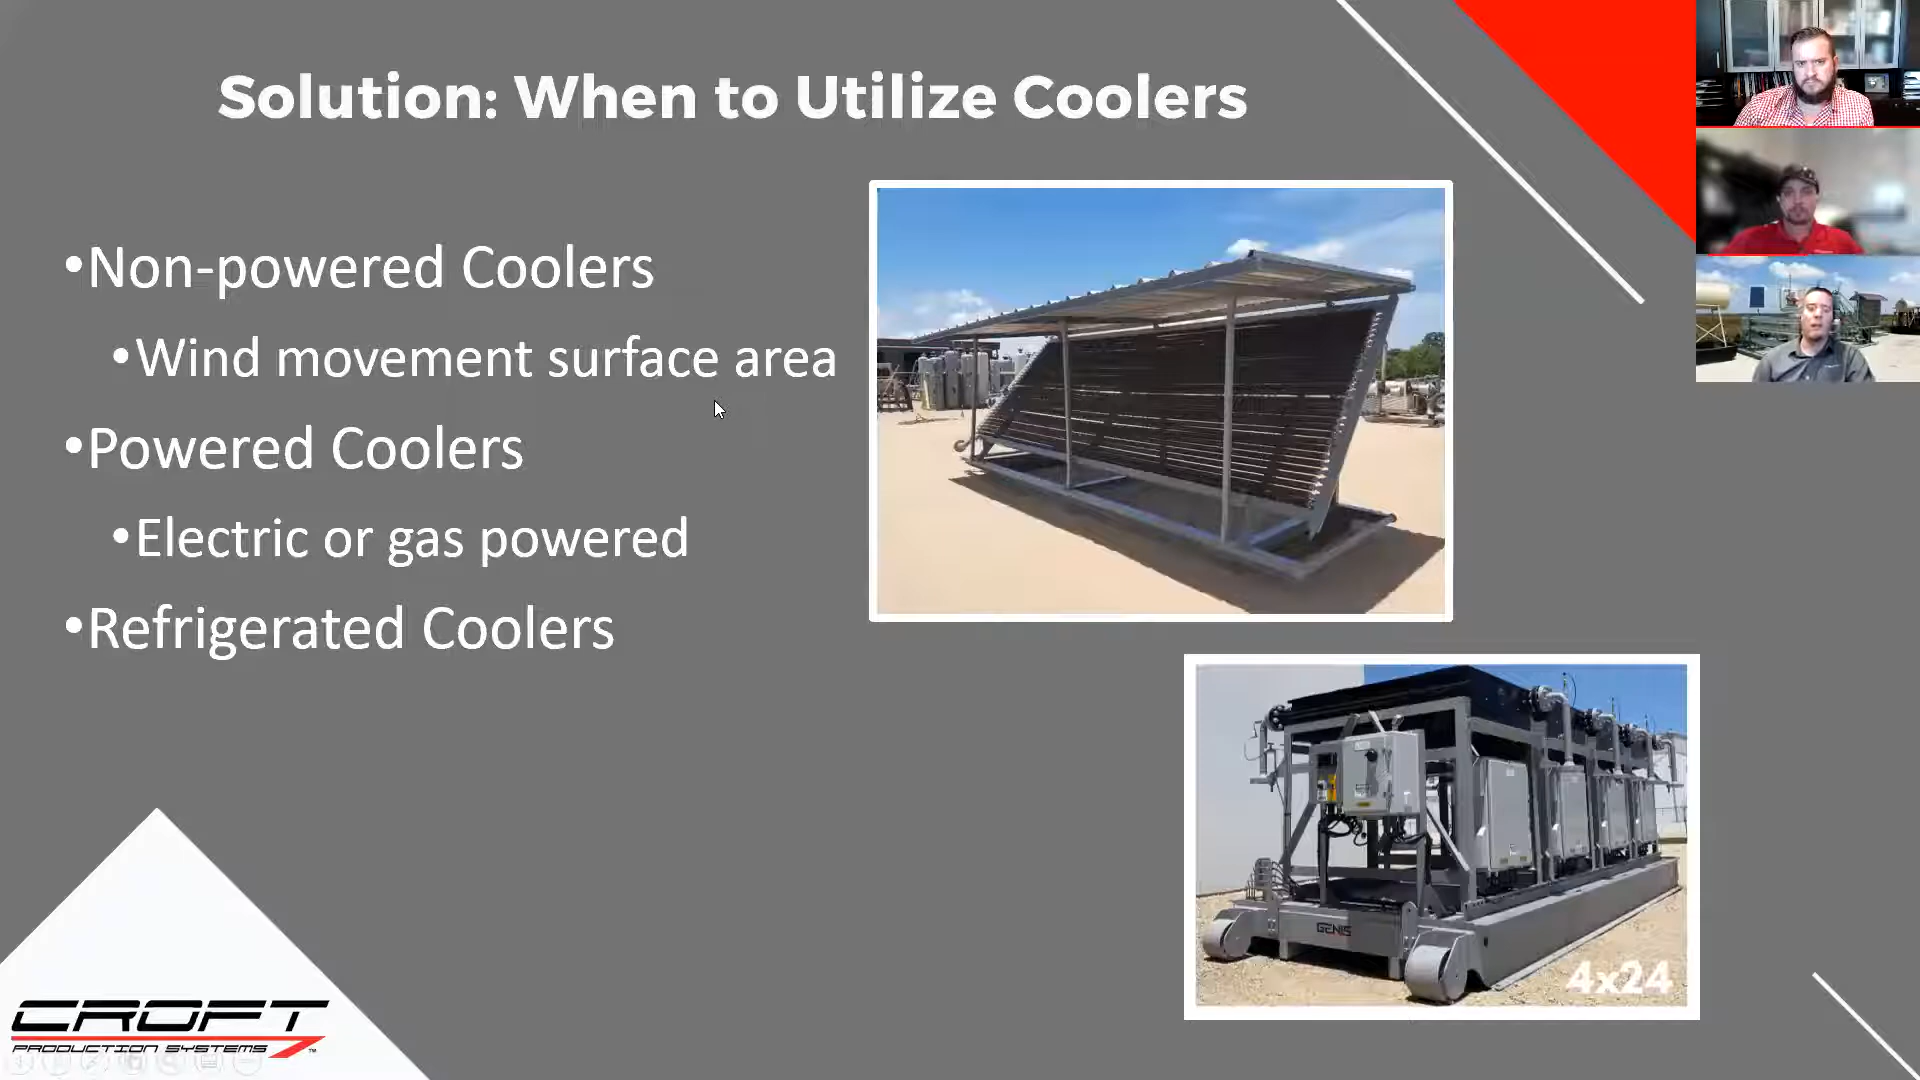 Solution: When to Utilize Coolers
•Non-powered Coolers
•Wind movement surface area
•Powered Coolers
•Electric or gas powered
•Refrigerated Coolers
GENIS
4x24
CROFT
PRODUCTION SYSTEMS™